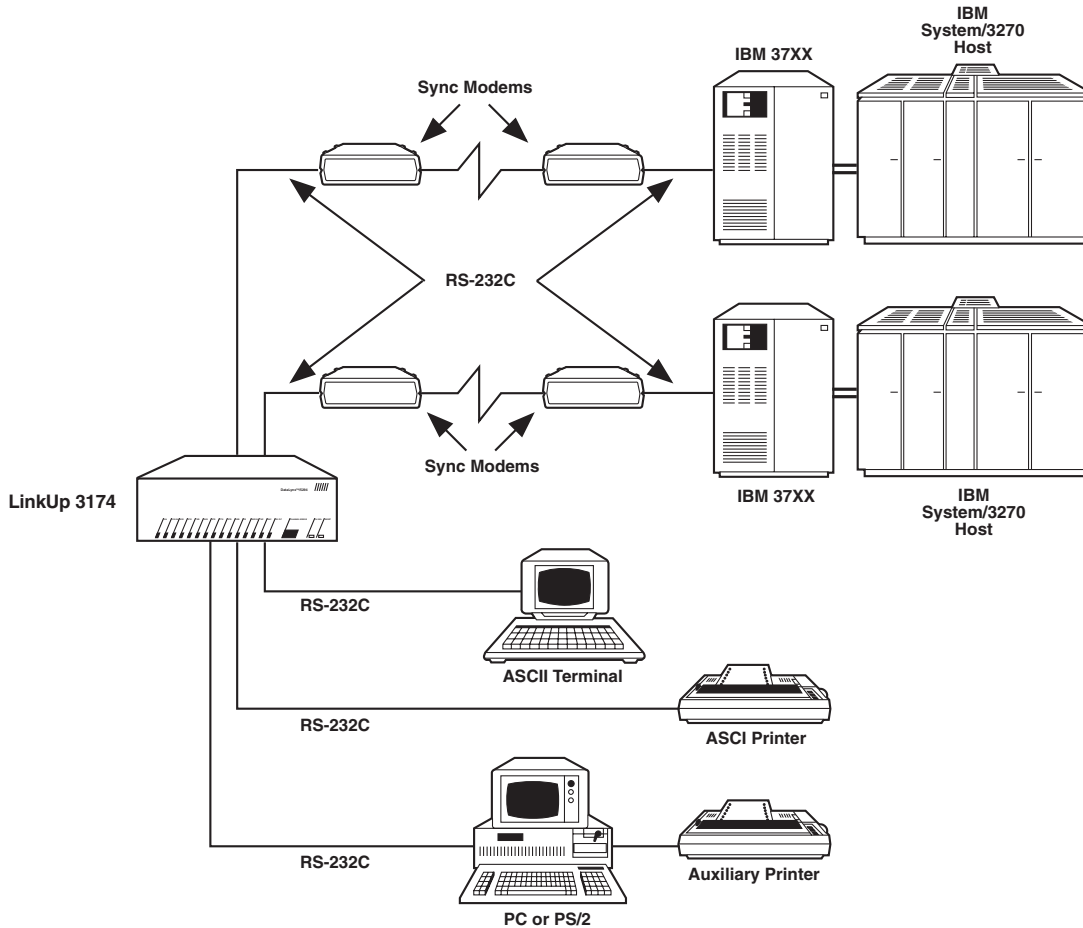 IBM
System/3270
Host
IBM 37XX
Sync Modems
RS-232C
Sync Modems
IBM 37XX
IBM
System/3270
Host
LinkUp 3174
RS-232C
ASCII Terminal
RS-232C
ASCI Printer
RS-232C
Auxiliary Printer
PC or PS/2